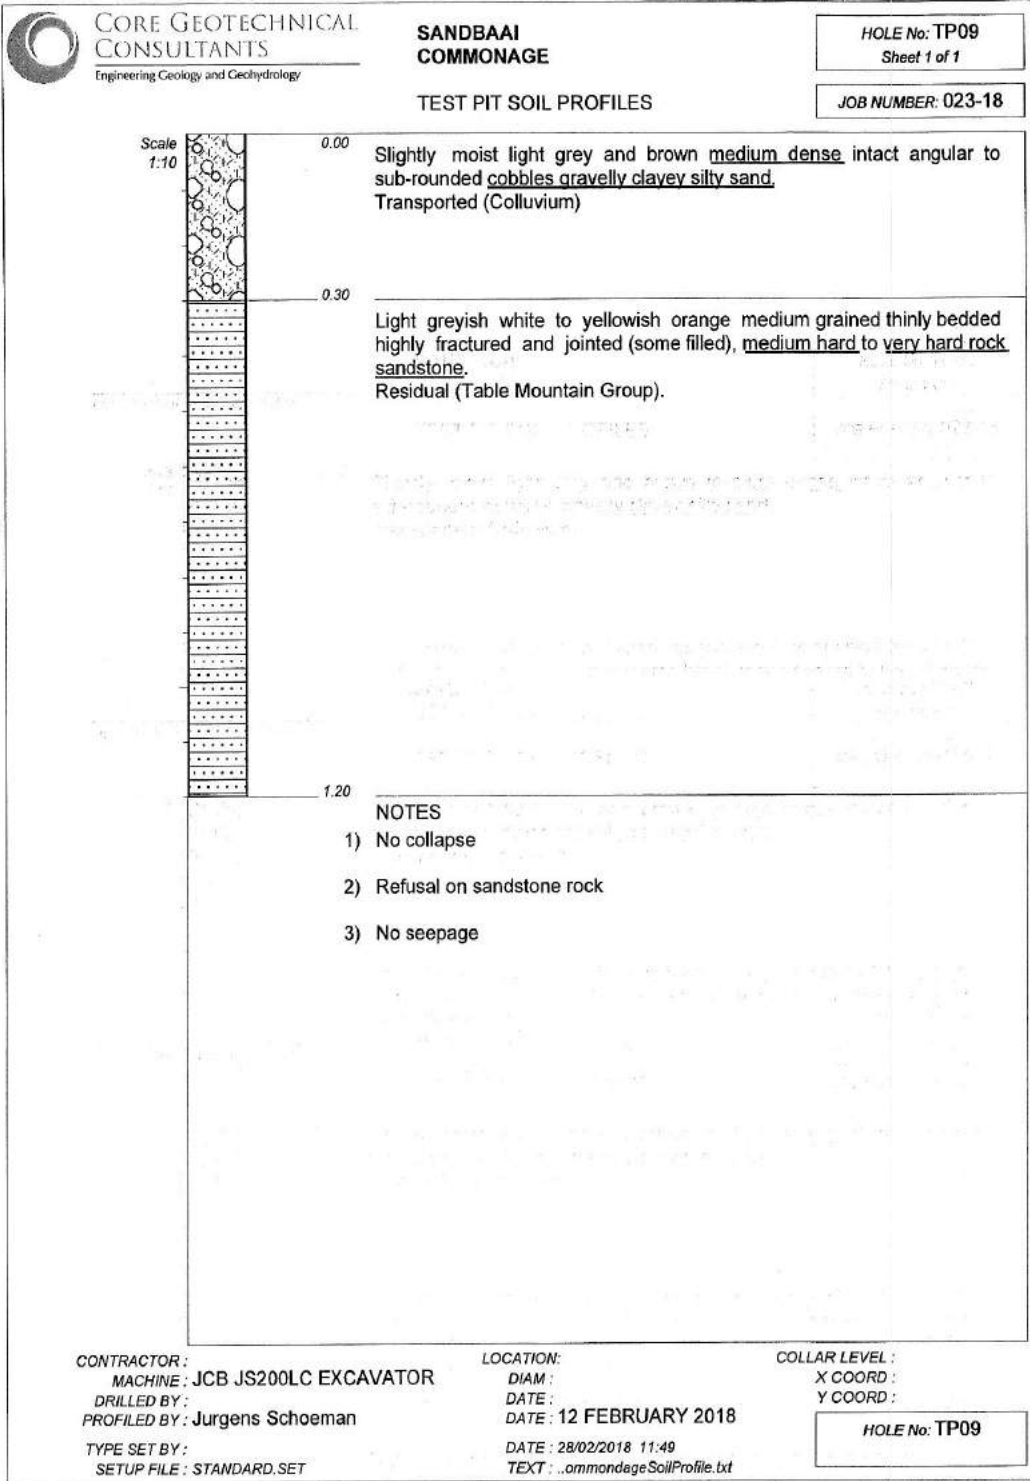 CORE GEOTECHNICAL
CONSULTANTS
Engineering Geology and Geohydrology
SANDBAAI
COMMONAGE
TEST PIT SOIL PROFILES
HOLE No: TP09
Sheet 1 of 1
JOB NUMBER: 023-18
Scale
1:10
0.00
Slightly moist light grey and brown medium dense intact angular to
sub-rounded cobbles gravelly clayey silty sand.
Transported (Colluvium)
0.30
Light greyish white to yellowish orange medium grained thinly bedded
highly fractured and jointed (some filled), medium hard to very hard rock
sandstone.
Residual (Table Mountain Group).
1.20
NOTES
1) No collapse
2) Refusal on sandstone rock
3) No seepage
CONTRACTOR :
MACHINE : JCB JS200LC EXCAVATOR
DRILLED BY :
PROFILED BY : Jurgens Schoeman
TYPE SET BY :
SETUP FILE : STANDARD.SET
LOCATION:
DIAM :
DATE :
DATE : 12 FEBRUARY 2018
DATE : 28/02/2018 11:49
TEXT : ..ommondageSoilProfile.txt
COLLAR LEVEL :
X COORD :
Y COORD :
HOLE No: TP09